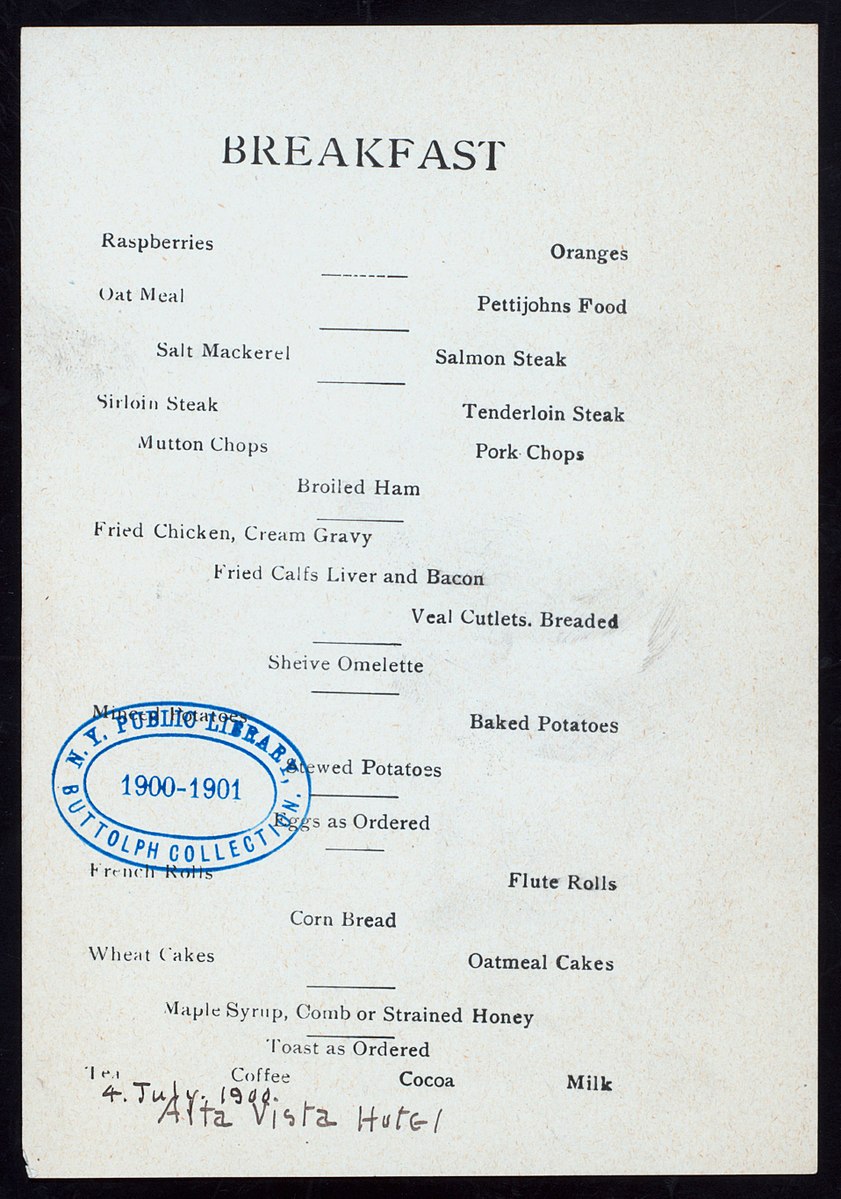 BREAKFAST
Raspberries Oranges
Oat Meal Pettijohns Food
Salt Mackerel Salmon Steak
Sirloin Steak Tenderloin Steak
Mutton Chops Pork Chops
Broiled Ham
Fried Chicken, Cream Gravy
Fried Calfs Liver and Bacon
Veal Cutlets. Breaded
Sheive Omelette
Minced Potatoes Baked Potatoes
Stewed Potatoes
N. Y. PUBLIC LIBRARY,
1900-1901
BUTTOLPH COLLECTION.
Eggs as Ordered
French Rolls Flute Rolls
Corn Bread
Wheat Cakes Oatmeal Cakes
Maple Syrup, Comb or Strained Honey
Toast as Ordered
Tea Coffee Cocoa Milk
4. July. 1900.
Alta Vista Hotel